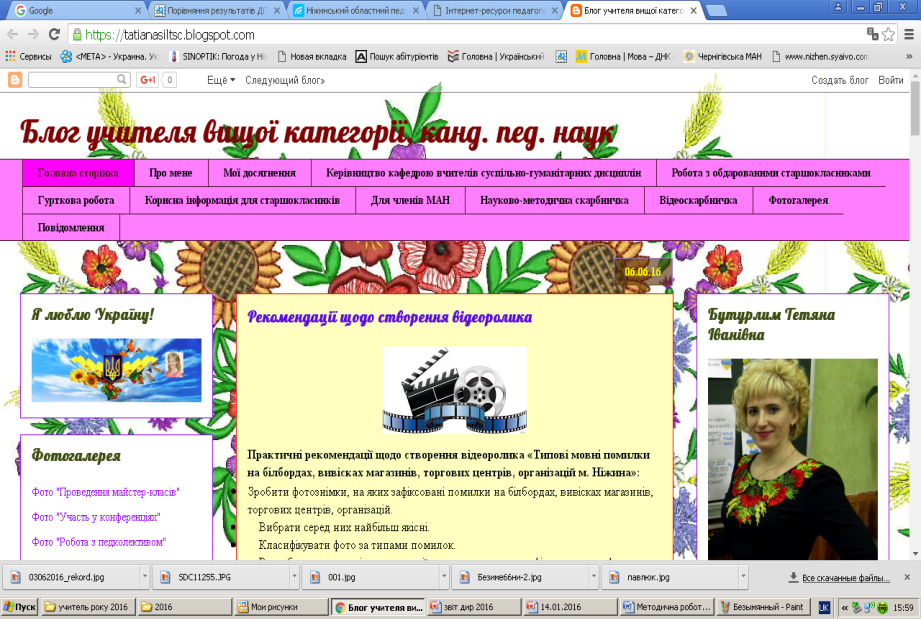 Google
Порівняння результатів ДП
Ніжинський обласний пед
Інтернет-ресурси педагог
Блог учителя вищої катего
https://tatianasiltsc.blogspot.com
Сервисы
<META> - Украина. Ук
SINOPTIK: Погода у Ні
Новая вкладка
Пошук абітурієнтів
Головна | Український
Головна | Мова – ДНК
Чернігівська МАН
www.nizhen.syaivo.com
G+1 0
Ещё
Следующий блог»
Создать блог
Войти
Блог учителя вищої категорії, канд. пед. наук
Головна сторінка
Про мене
Мої досягнення
Керівництво кафедрою вчителів суспільно-гуманітарних дисциплін
Робота з обдарованими старшокласниками
Гурткова робота
Корисна інформація для старшокласників
Для членів МАН
Науково-методична скарбничка
Відеоскарбничка
Фотогалерея
Повідомлення
06.06.16
Я люблю Україну!
Фотогалерея
Фото "Проведення майстер-класів"
Фото "Участь у конференціях"
Фото "Робота з педколективом"
Рекомендації щодо створення відеоролика
Практичні рекомендації щодо створення відеоролика «Типові мовні помилки
на білбордах, вивісках магазинів, торгових центрів, організацій м. Ніжина»:
Зробити фотознімки, на яких зафіксовані помилки на білбордах, вивісках магазинів,
торгових центрів, організацій.
Вибрати серед них найбільш якісні.
Класифікувати фото за типами помилок.
Бутурлим Тетяна
Іванівна
03062016_rekord.jpg
SDC11255.JPG
001.jpg
Безиме66ни-2.jpg
павлюк.jpg
Все скачанные файлы...
Пуск
учитель року 2016
2016
Мои рисунки
Блог учителя ви...
звіт дир 2016
14.01.2016
Методична робот...
Безымянный - Paint
UK
15:59